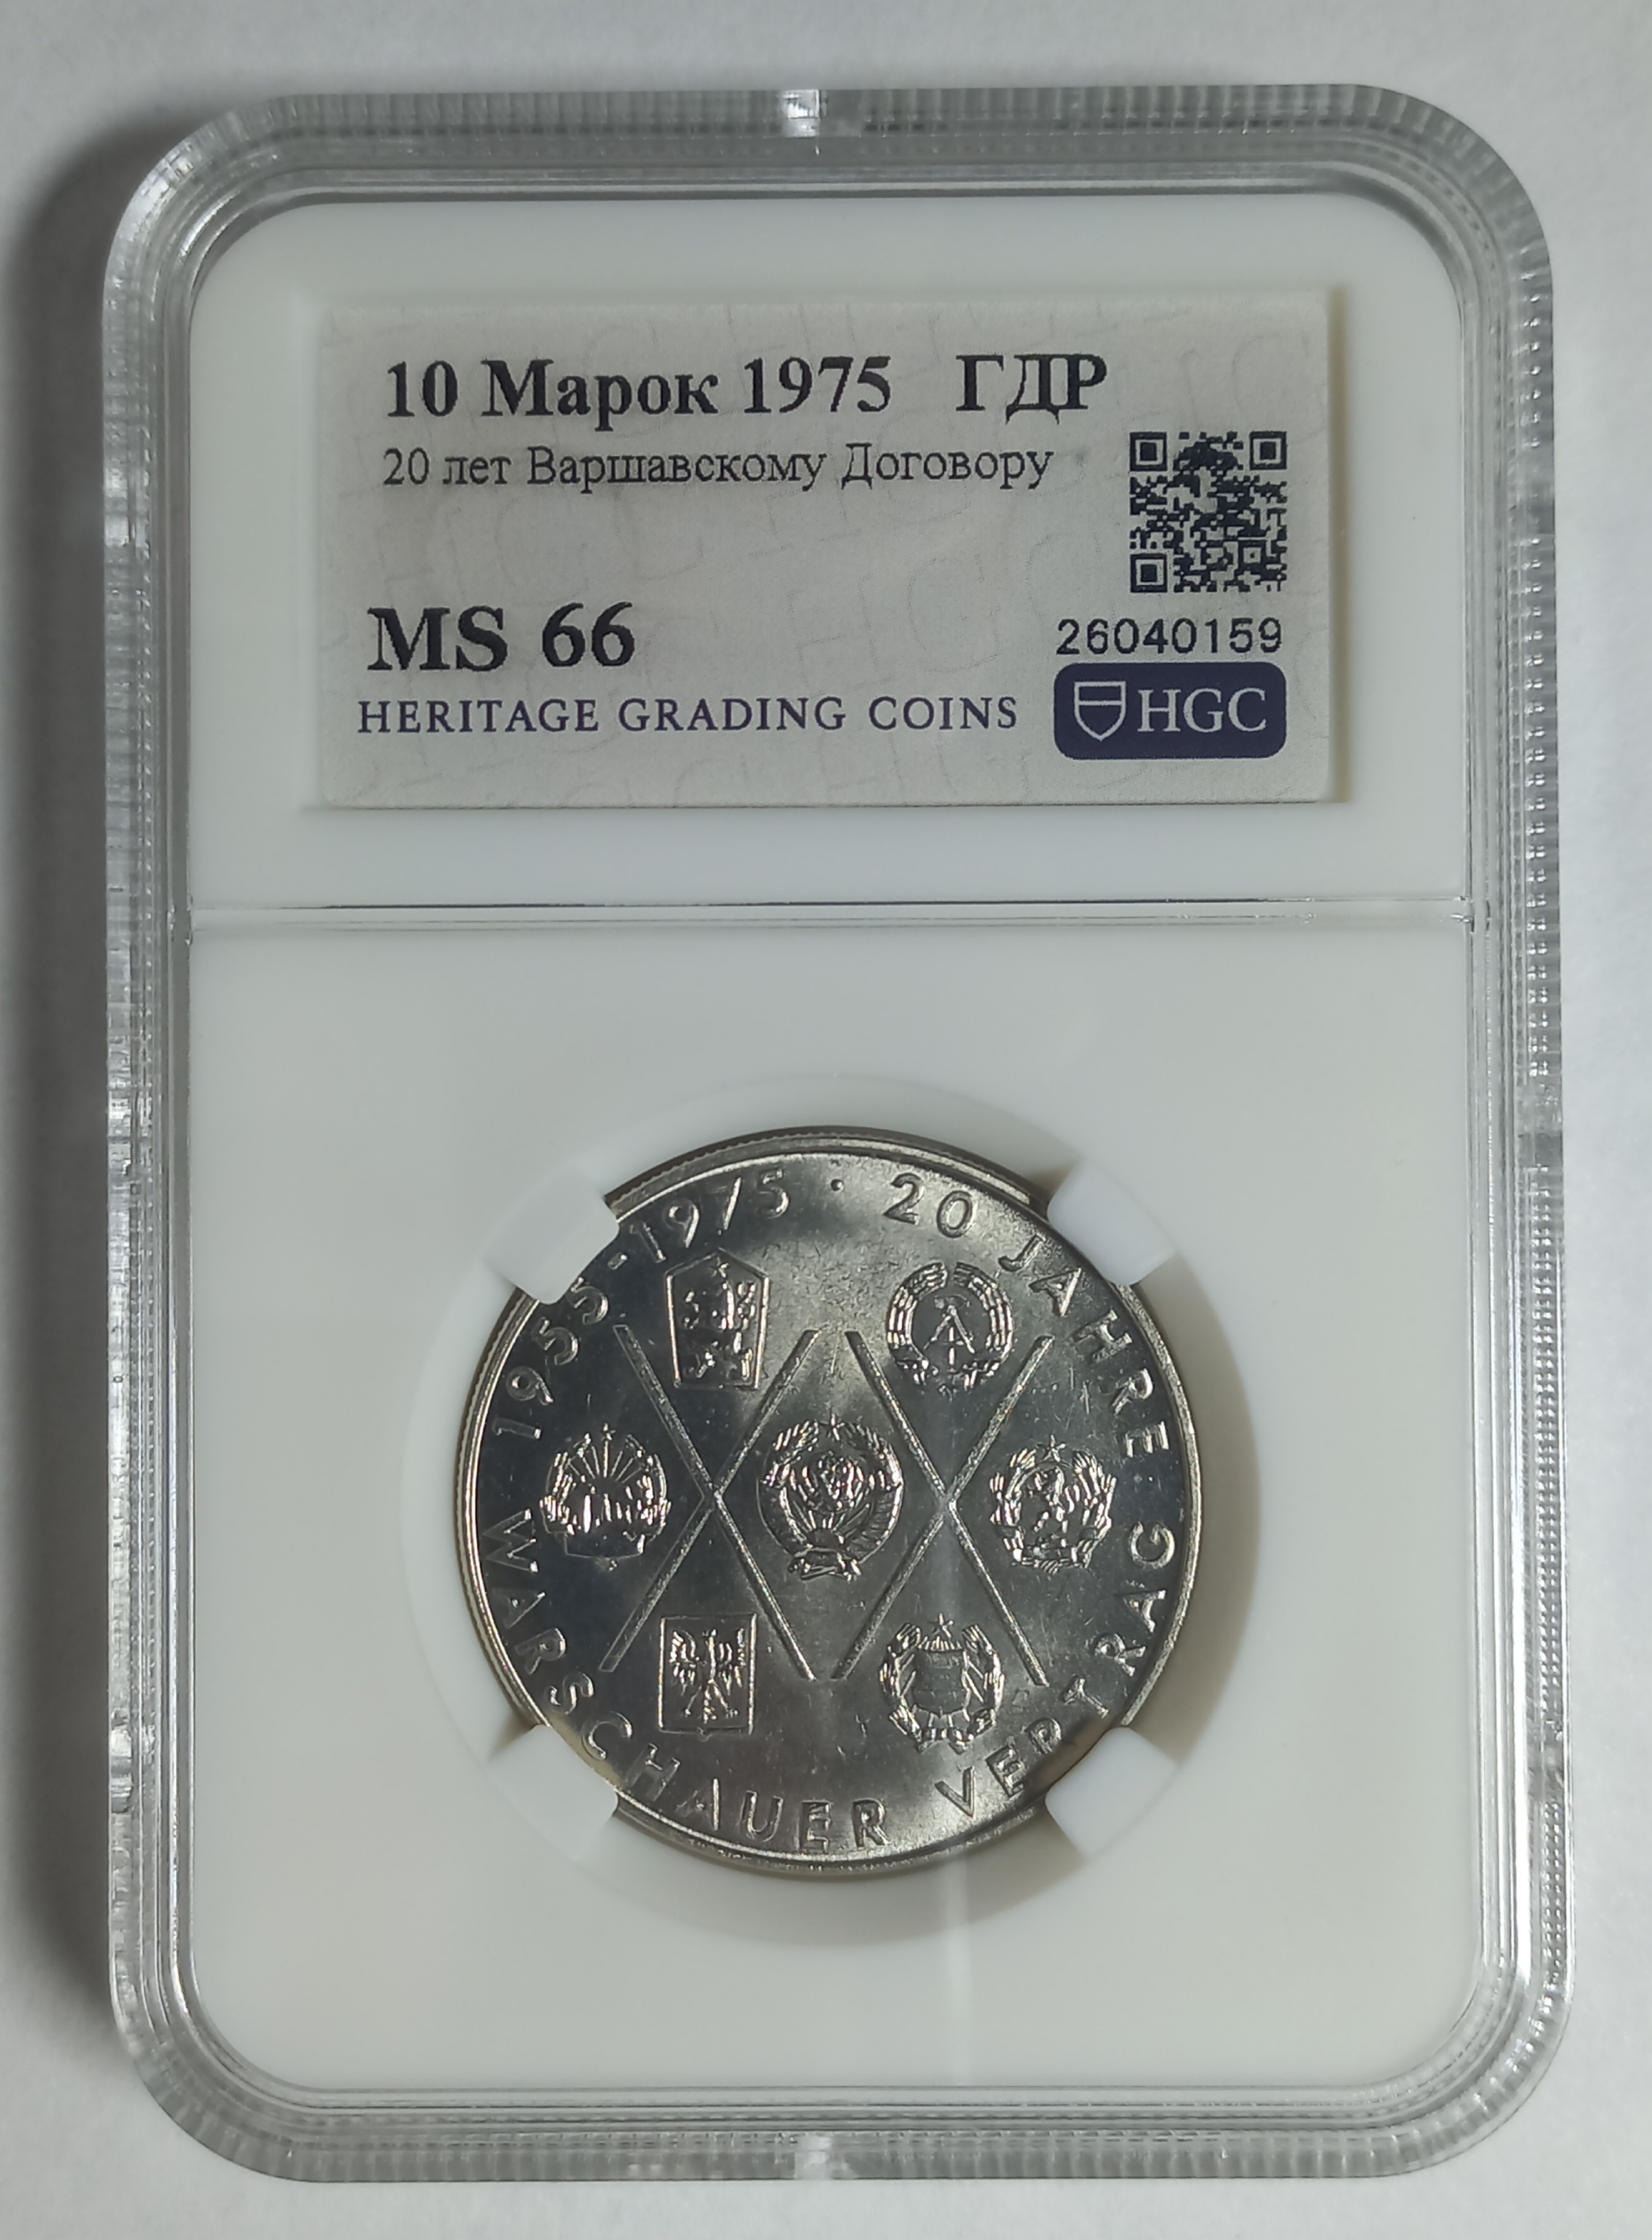 10 Марок 1975 ГДР
20 лет Варшавскому Договору
MS 66
26040159
HERITAGE GRADING COINS
HGC
1955-1975 · 20 JAHRE
WARSCHAUER VERTRAG